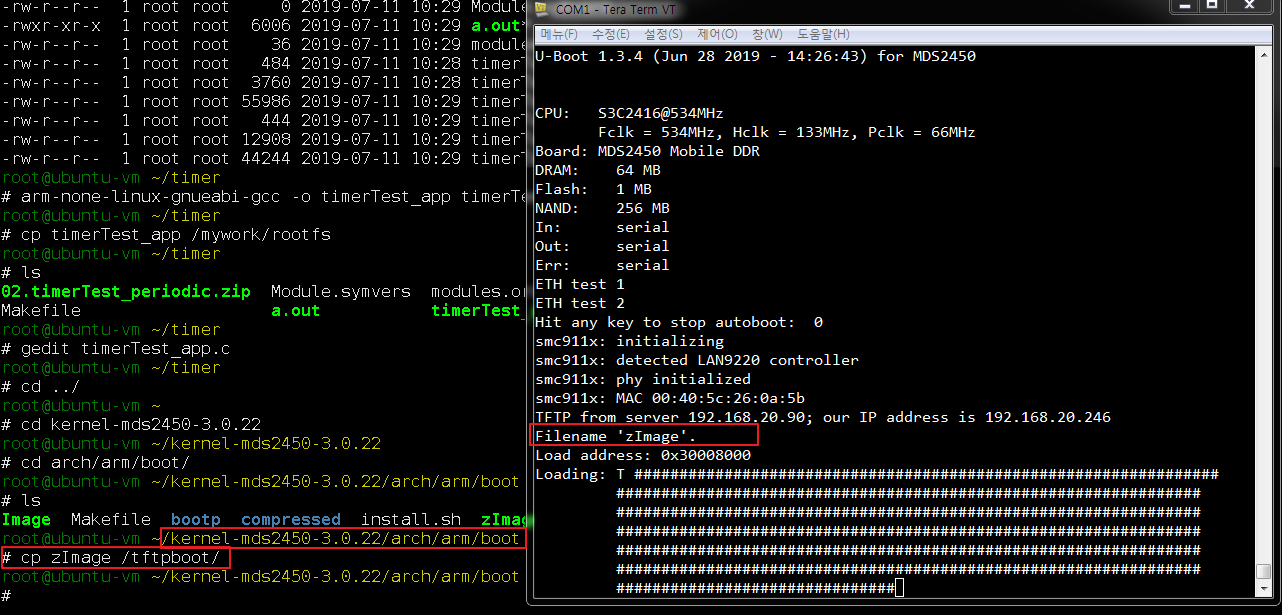 -rw-r--r--  1 root root     0 2019-07-11 10:29 Module
-rwxr-xr-x  1 root root  6006 2019-07-11 10:29 a.out*
-rw-r--r--  1 root root    36 2019-07-11 10:29 module
-rw-r--r--  1 root root   484 2019-07-11 10:28 timerT
-rw-r--r--  1 root root  3760 2019-07-11 10:28 timerT
-rw-r--r--  1 root root 55986 2019-07-11 10:29 timerT
-rw-r--r--  1 root root   444 2019-07-11 10:29 timerT
-rw-r--r--  1 root root 12908 2019-07-11 10:29 timerT
-rw-r--r--  1 root root 44244 2019-07-11 10:29 timerT
root@ubuntu-vm ~/timer
# arm-none-linux-gnueabi-gcc -o timerTest_app timerTe
root@ubuntu-vm ~/timer
# cp timerTest_app /mywork/rootfs
root@ubuntu-vm ~/timer
# ls
02.timerTest_periodic.zip  Module.symvers  modules.or
Makefile                   a.out           timerTest_
root@ubuntu-vm ~/timer
# gedit timerTest_app.c
root@ubuntu-vm ~/timer
# cd ../
root@ubuntu-vm ~
# cd kernel-mds2450-3.0.22
root@ubuntu-vm ~/kernel-mds2450-3.0.22
# cd arch/arm/boot/
root@ubuntu-vm ~/kernel-mds2450-3.0.22/arch/arm/boot
# ls
Image  Makefile  bootp  compressed  install.sh  zImag
root@ubuntu-vm ~/kernel-mds2450-3.0.22/arch/arm/boot
# cp zImage /tftpboot/
root@ubuntu-vm ~/kernel-mds2450-3.0.22/arch/arm/boot
#
COM1 - Tera Term VT
메뉴(F) 수정(E) 설정(S) 제어(O) 창(W) 도움말(H)
U-Boot 1.3.4 (Jun 28 2019 - 14:26:43) for MDS2450
CPU:   S3C2416@534MHz
Fclk = 534MHz, Hclk = 133MHz, Pclk = 66MHz
Board: MDS2450 Mobile DDR
DRAM:    64 MB
Flash:   1 MB
NAND:    256 MB
In:      serial
Out:     serial
Err:     serial
ETH test 1
ETH test 2
Hit any key to stop autoboot:  0
smc911x: initializing
smc911x: detected LAN9220 controller
smc911x: phy initialized
smc911x: MAC 00:40:5c:26:0a:5b
TFTP from server 192.168.20.90; our IP address is 192.168.20.246
Filename 'zImage'.
Load address: 0x30008000
Loading: T #################################################################
#################################################################
#################################################################
#################################################################
#################################################################
#################################################################
###############################